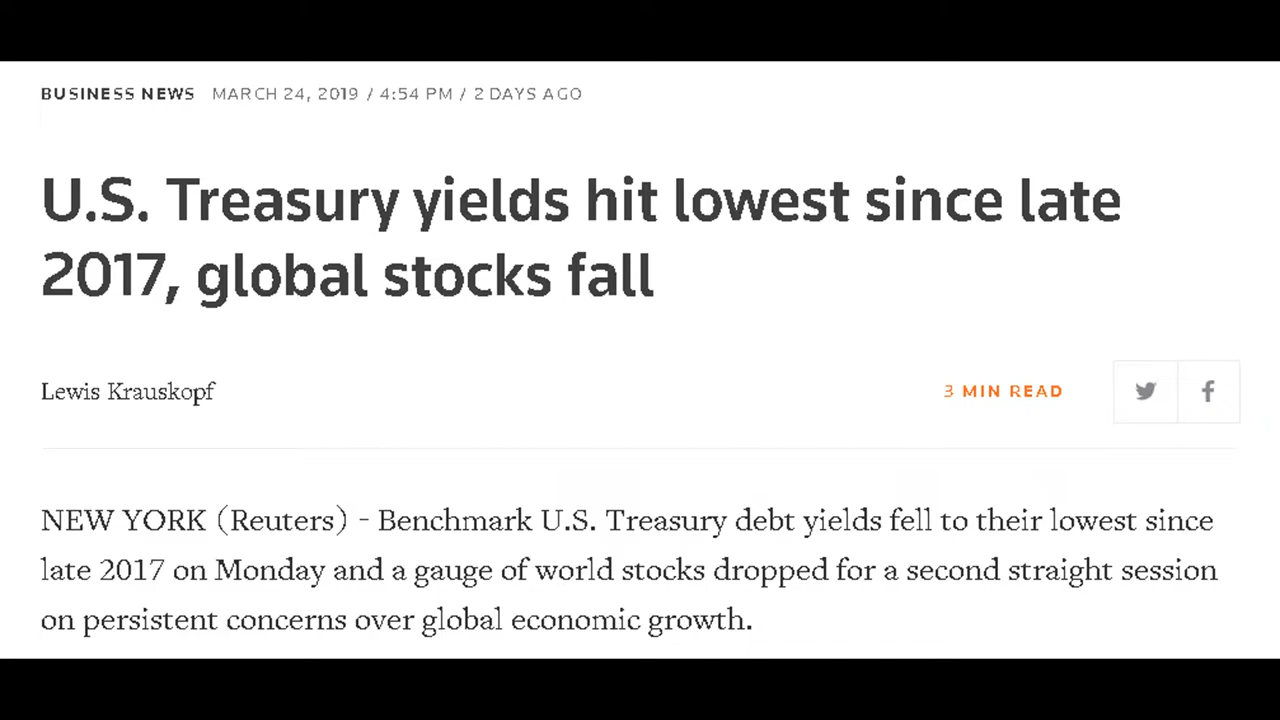 BUSINESS NEWS MARCH 24, 2019 / 4:54 PM / 2 DAYS AGO
U.S. Treasury yields hit lowest since late
2017, global stocks fall
Lewis Krauskopf 3 MIN READ
NEW YORK (Reuters) - Benchmark U.S. Treasury debt yields fell to their lowest since
late 2017 on Monday and a gauge of world stocks dropped for a second straight session
on persistent concerns over global economic growth.